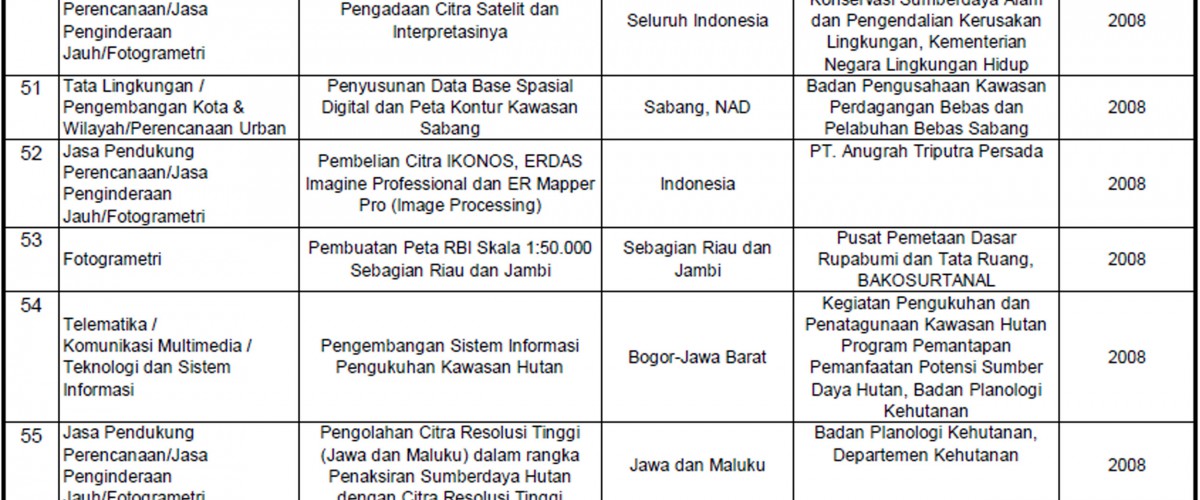 Perencanaan/Jasa
Penginderaan
Jauh/Fotogrametri
Pengadaan Citra Satelit dan
Interpretasinya
Seluruh Indonesia
Konservasi Sumberdaya Alam
dan Pengendalian Kerusakan
Lingkungan, Kementerian
Negara Lingkungan Hidup
2008
51
Tata Lingkungan /
Pengembangan Kota &
Wilayah/Perencanaan Urban
Penyusunan Data Base Spasial
Digital dan Peta Kontur Kawasan
Sabang
Sabang, NAD
Badan Pengusahaan Kawasan
Perdagangan Bebas dan
Pelabuhan Bebas Sabang
2008
52
Jasa Pendukung
Perencanaan/Jasa
Penginderaan
Jauh/Fotogrametri
Pembelian Citra IKONOS, ERDAS
Imagine Professional dan ER Mapper
Pro (Image Processing)
Indonesia
PT. Anugrah Triputra Persada
2008
53
Fotogrametri
Pembuatan Peta RBI Skala 1:50.000
Sebagian Riau dan Jambi
Sebagian Riau dan
Jambi
Pusat Pemetaan Dasar
Rupabumi dan Tata Ruang,
BAKOSURTANAL
2008
54
Telematika /
Komunikasi Multimedia /
Teknologi dan Sistem
Informasi
Pengembangan Sistem Informasi
Pengukuhan Kawasan Hutan
Bogor-Jawa Barat
Kegiatan Pengukuhan dan
Penatagunaan Kawasan Hutan
Program Pemantapan
Pemanfaatan Potensi Sumber
Daya Hutan, Badan Planologi
Kehutanan
2008
55
Jasa Pendukung
Perencanaan/Jasa
Penginderaan
Jauh/Fotogrametri
Pengolahan Citra Resolusi Tinggi
(Jawa dan Maluku) dalam rangka
Penaksiran Sumberdaya Hutan
dengan Citra Resolusi Tinggi
Jawa dan Maluku
Badan Planologi Kehutanan,
Departemen Kehutanan
2008